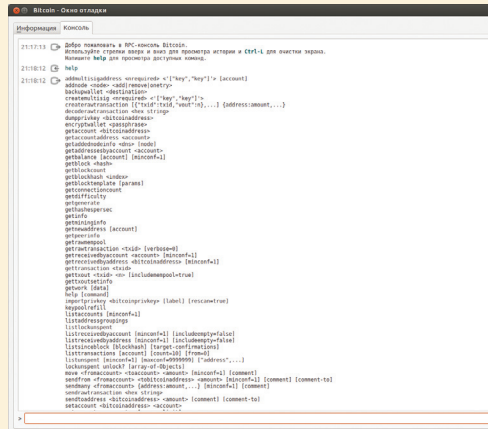 Bitcoin - Окно отладки
Информация Консоль
21:17:13 Добро пожаловать в RPC-консоль Bitcoin.
Используйте стрелки вверх и вниз для просмотра истории и Ctrl-L для очистки экрана.
Напишите help для просмотра доступных команд.
21:18:12 help
21:18:12 addmultisigaddress <nrequired> <'["key","key"]'> [account]
addnode <node> <add|remove|onetry>
backupwallet <destination>
createmultisig <nrequired> <'["key","key"]'>
createrawtransaction [{"txid":txid,"vout":n},...] {address:amount,...}
decoderawtransaction <hex string>
dumpprivkey <bitcoinaddress>
encryptwallet <passphrase>
getaccount <bitcoinaddress>
getaccountaddress <account>
getaddednodeinfo <dns> [node]
getaddressesbyaccount <account>
getbalance [account] [minconf=1]
getblock <hash>
getblockcount
getblockhash <index>
getblocktemplate [params]
getconnectioncount
getdifficulty
getgenerate
gethashespersec
getinfo
getmininginfo
getnewaddress [account]
getpeerinfo
getrawmempool
getrawtransaction <txid> [verbose=0]
getreceivedbyaccount <account> [minconf=1]
getreceivedbyaddress <bitcoinaddress> [minconf=1]
gettransaction <txid>
gettxout <txid> <n> [includemempool=true]
gettxoutsetinfo
getwork [data]
help [command]
importprivkey <bitcoinprivkey> [label] [rescan=true]
keypoolrefill
listaccounts [minconf=1]
listaddressgroupings
listlockunspent
listreceivedbyaccount [minconf=1] [includeempty=false]
listreceivedbyaddress [minconf=1] [includeempty=false]
listsinceblock [blockhash] [target-confirmations]
listtransactions [account] [count=10] [from=0]
listunspent [minconf=1] [maxconf=9999999] ["address",...]
lockunspent unlock? [array-of-Objects]
move <fromaccount> <toaccount> <amount> [minconf=1] [comment]
sendfrom <fromaccount> <tobitcoinaddress> <amount> [minconf=1] [comment] [comment-to]
sendmany <fromaccount> {address:amount,...} [minconf=1] [comment]
sendrawtransaction <hex string>
sendtoaddress <bitcoinaddress> <amount> [comment] [comment-to]
setaccount <bitcoinaddress> <account>
>